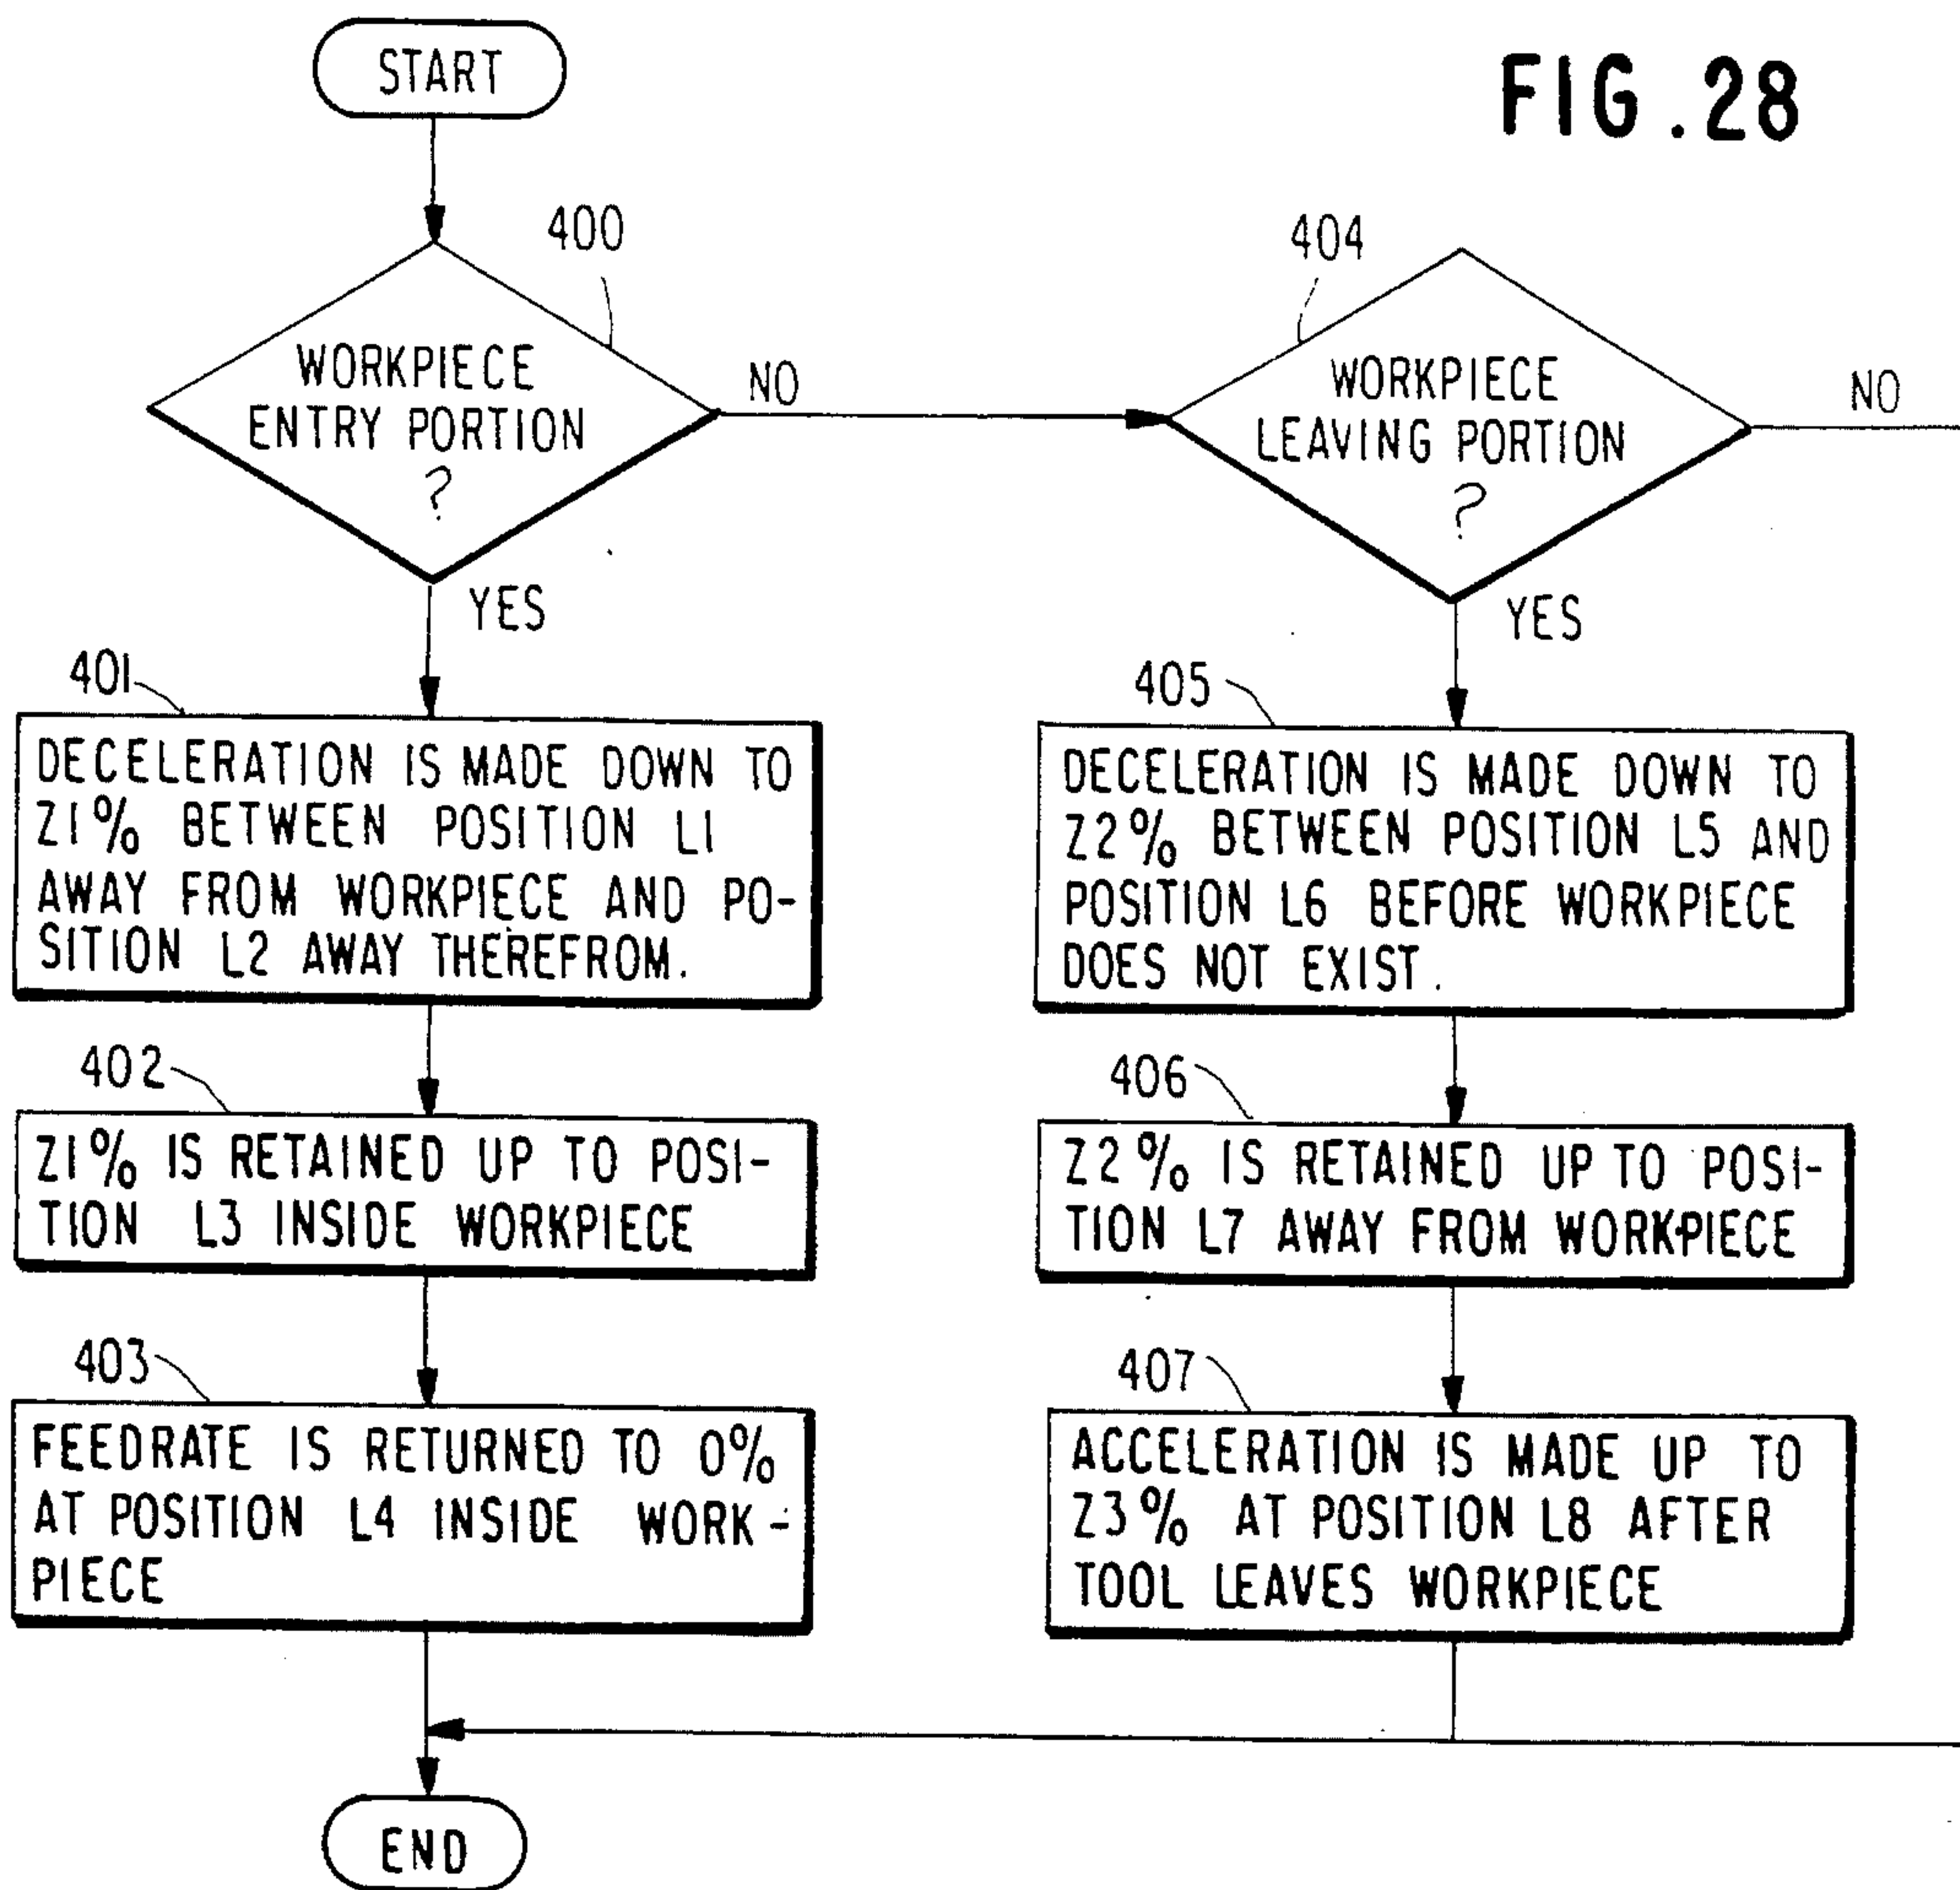 FIG.28
START
400
WORKPIECE
ENTRY PORTION
?
NO
YES
401
DECELERATION IS MADE DOWN TO
Z1% BETWEEN POSITION L1
AWAY FROM WORKPIECE AND PO-
SITION L2 AWAY THEREFROM.
402
Z1% IS RETAINED UP TO POSI-
TION L3 INSIDE WORKPIECE
403
FEEDRATE IS RETURNED TO 0%
AT POSITION L4 INSIDE WORK-
PIECE
END
404
WORKPIECE
LEAVING PORTION
?
NO
YES
405
DECELERATION IS MADE DOWN TO
Z2% BETWEEN POSITION L5 AND
POSITION L6 BEFORE WORKPIECE
DOES NOT EXIST.
406
Z2% IS RETAINED UP TO POSI-
TION L7 AWAY FROM WORKPIECE
407
ACCELERATION IS MADE UP TO
Z3% AT POSITION L8 AFTER
TOOL LEAVES WORKPIECE